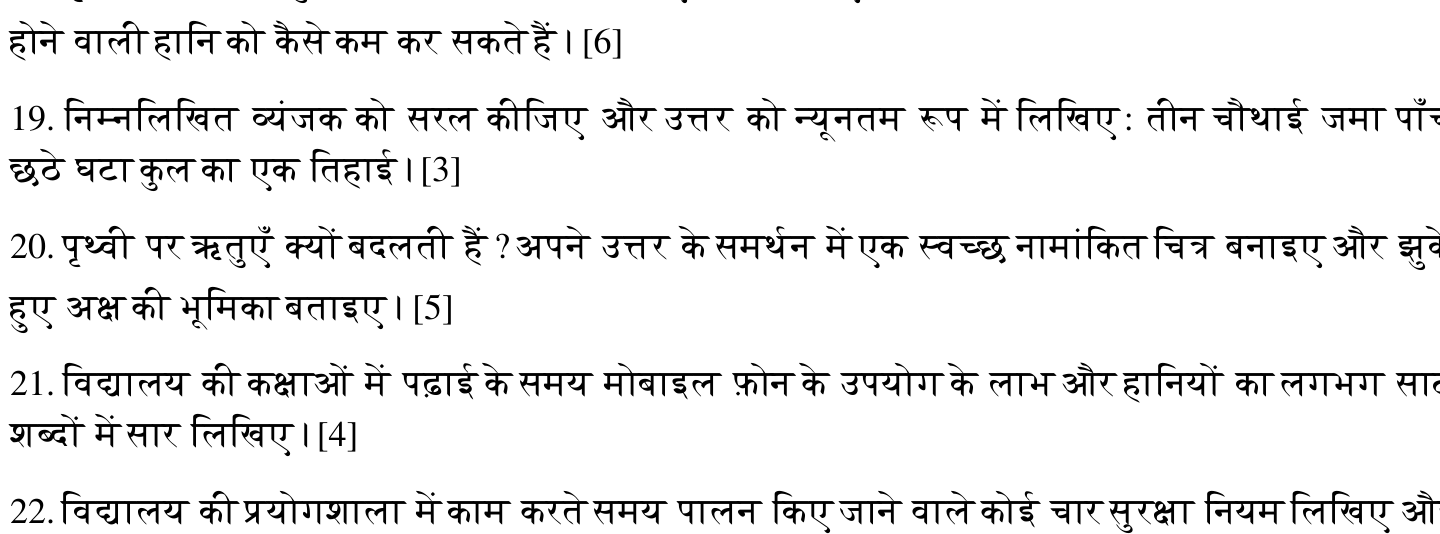 होने वाली हानि को कैसे कम कर सकते हैं। [6]
19. निम्नलिखित व्यंजक को सरल कीजिए और उत्तर को न्यूनतम रूप में लिखिए: तीन चौथाई जमा
छठे घटा कुल का एक तिहाई। [3]
20. पृथ्वी पर ऋतुएँ क्यों बदलती हैं? अपने उत्तर के समर्थन में एक स्वच्छ नामांकित चित्र बनाइए और
हुए अक्ष की भूमिका बताइए। [5]
21. विद्यालय की कक्षाओं में पढ़ाई के समय मोबाइल फ़ोन के उपयोग के लाभ और हानियों का लगभग
शब्दों में सार लिखिए। [4]
22. विद्यालय की प्रयोगशाला में काम करते समय पालन किए जाने वाले कोई चार सुरक्षा नियम लिखिए